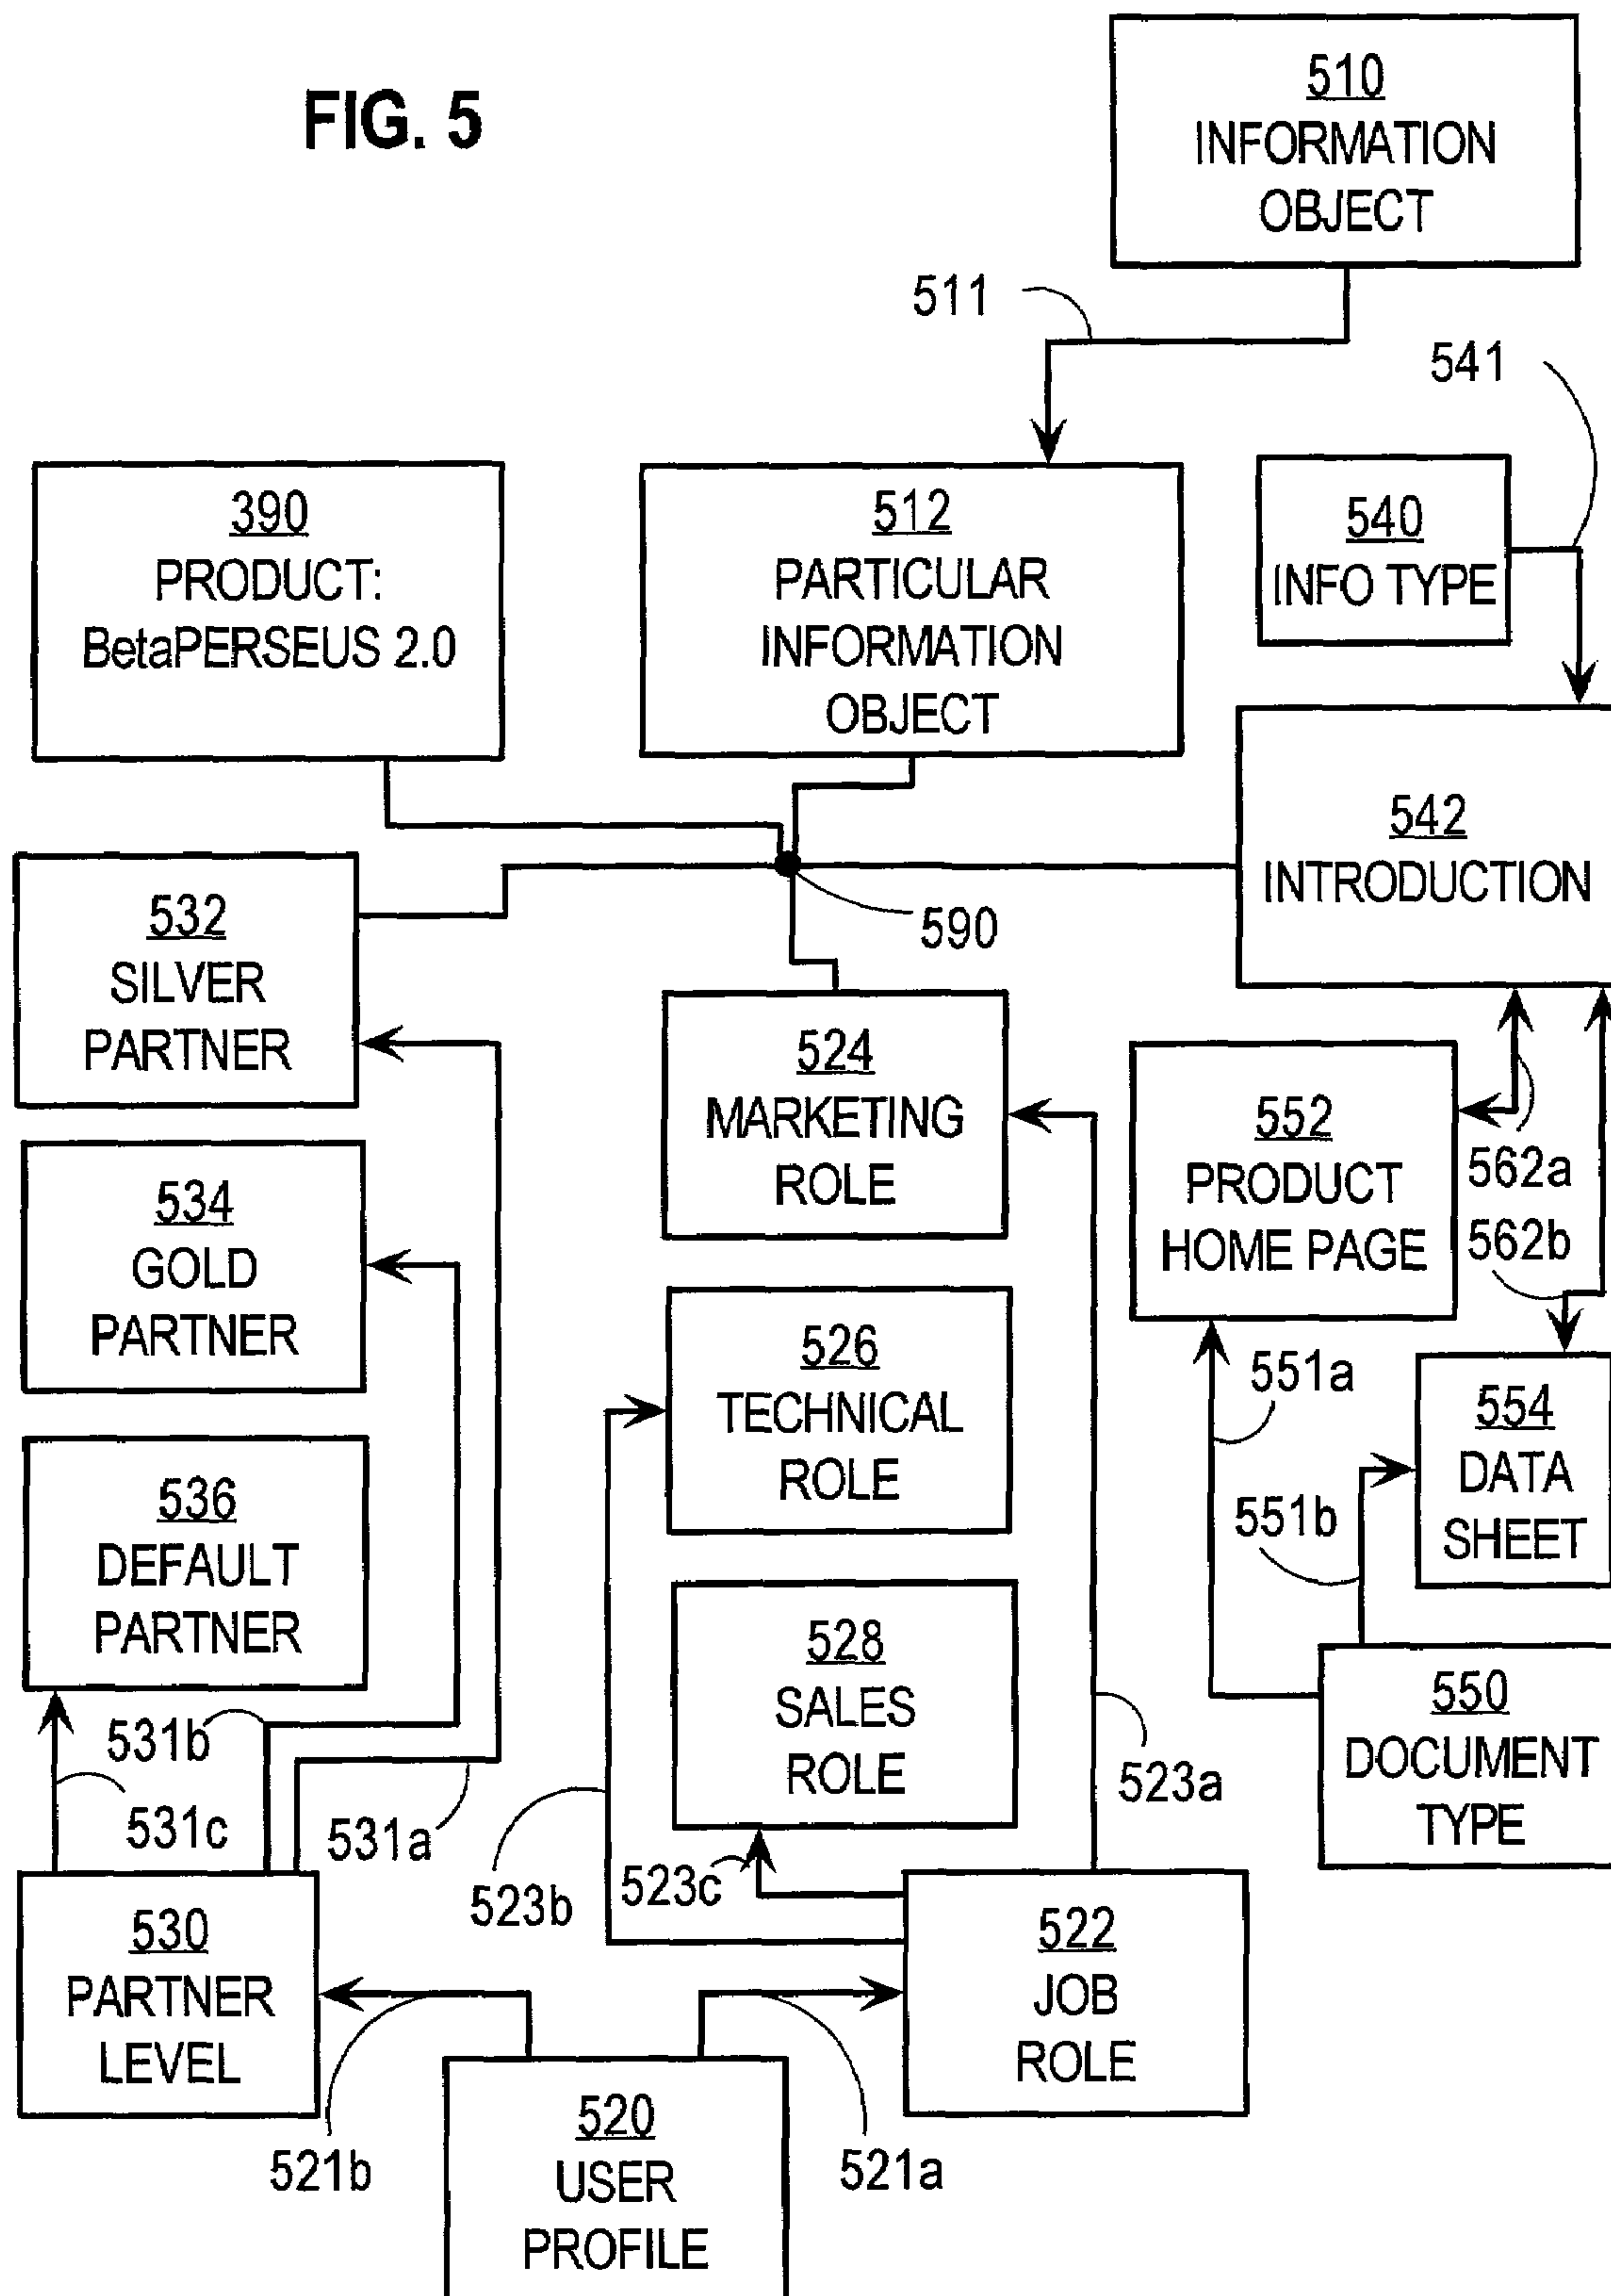 FIG. 5
510
INFORMATION
OBJECT
511
541
390
PRODUCT:
BetaPERSEUS 2.0
512
PARTICULAR
INFORMATION
OBJECT
540
INFO TYPE
542
INTRODUCTION
532
SILVER
PARTNER
590
524
MARKETING
ROLE
552
PRODUCT
HOME PAGE
562a
562b
534
GOLD
PARTNER
526
TECHNICAL
ROLE
551a
554
DATA
SHEET
551b
536
DEFAULT
PARTNER
528
SALES
ROLE
550
DOCUMENT
TYPE
531b
531c
531a
523a
523b
523c
530
PARTNER
LEVEL
522
JOB
ROLE
520
USER
PROFILE
521b
521a